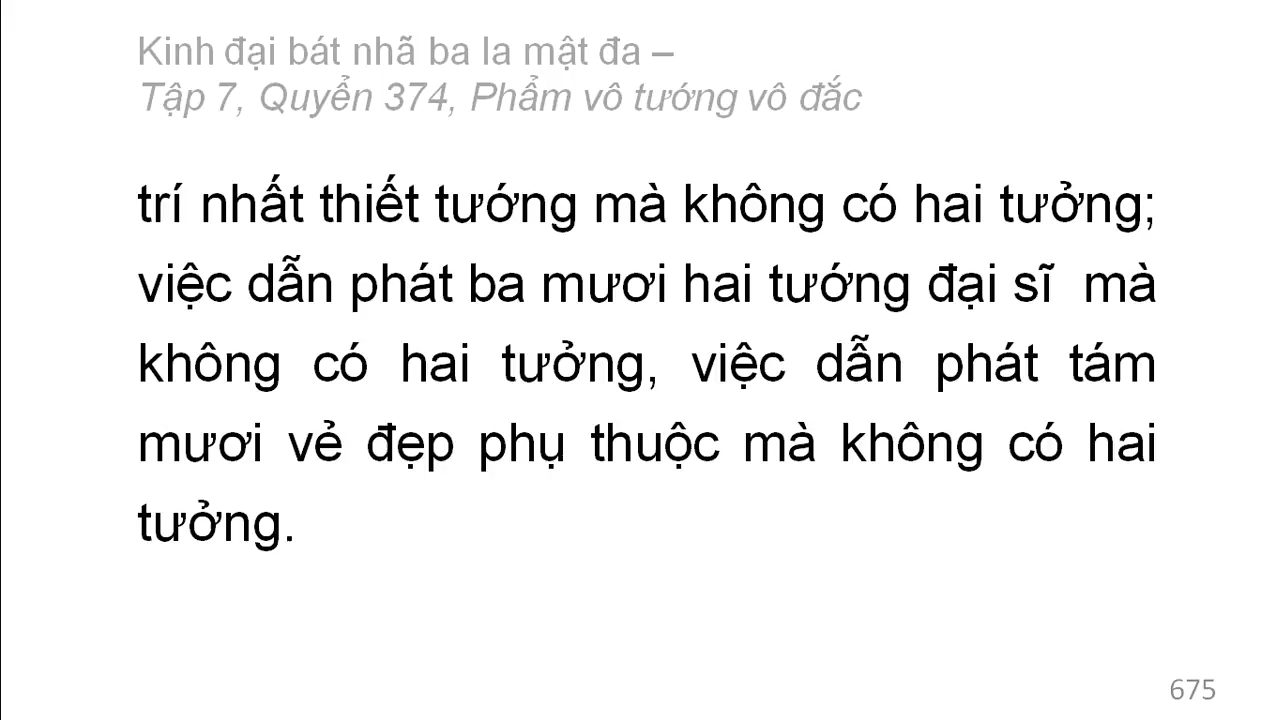 Kinh đại bát nhã ba la mật đa –
Tập 7, Quyển 374, Phẩm vô tướng vô đắc
trí nhất thiết tướng mà không có hai tưởng;
việc dẫn phát ba mươi hai tướng đại sĩ mà
không có hai tưởng, việc dẫn phát tám
mươi vẻ đẹp phụ thuộc mà không có hai
tưởng.
675